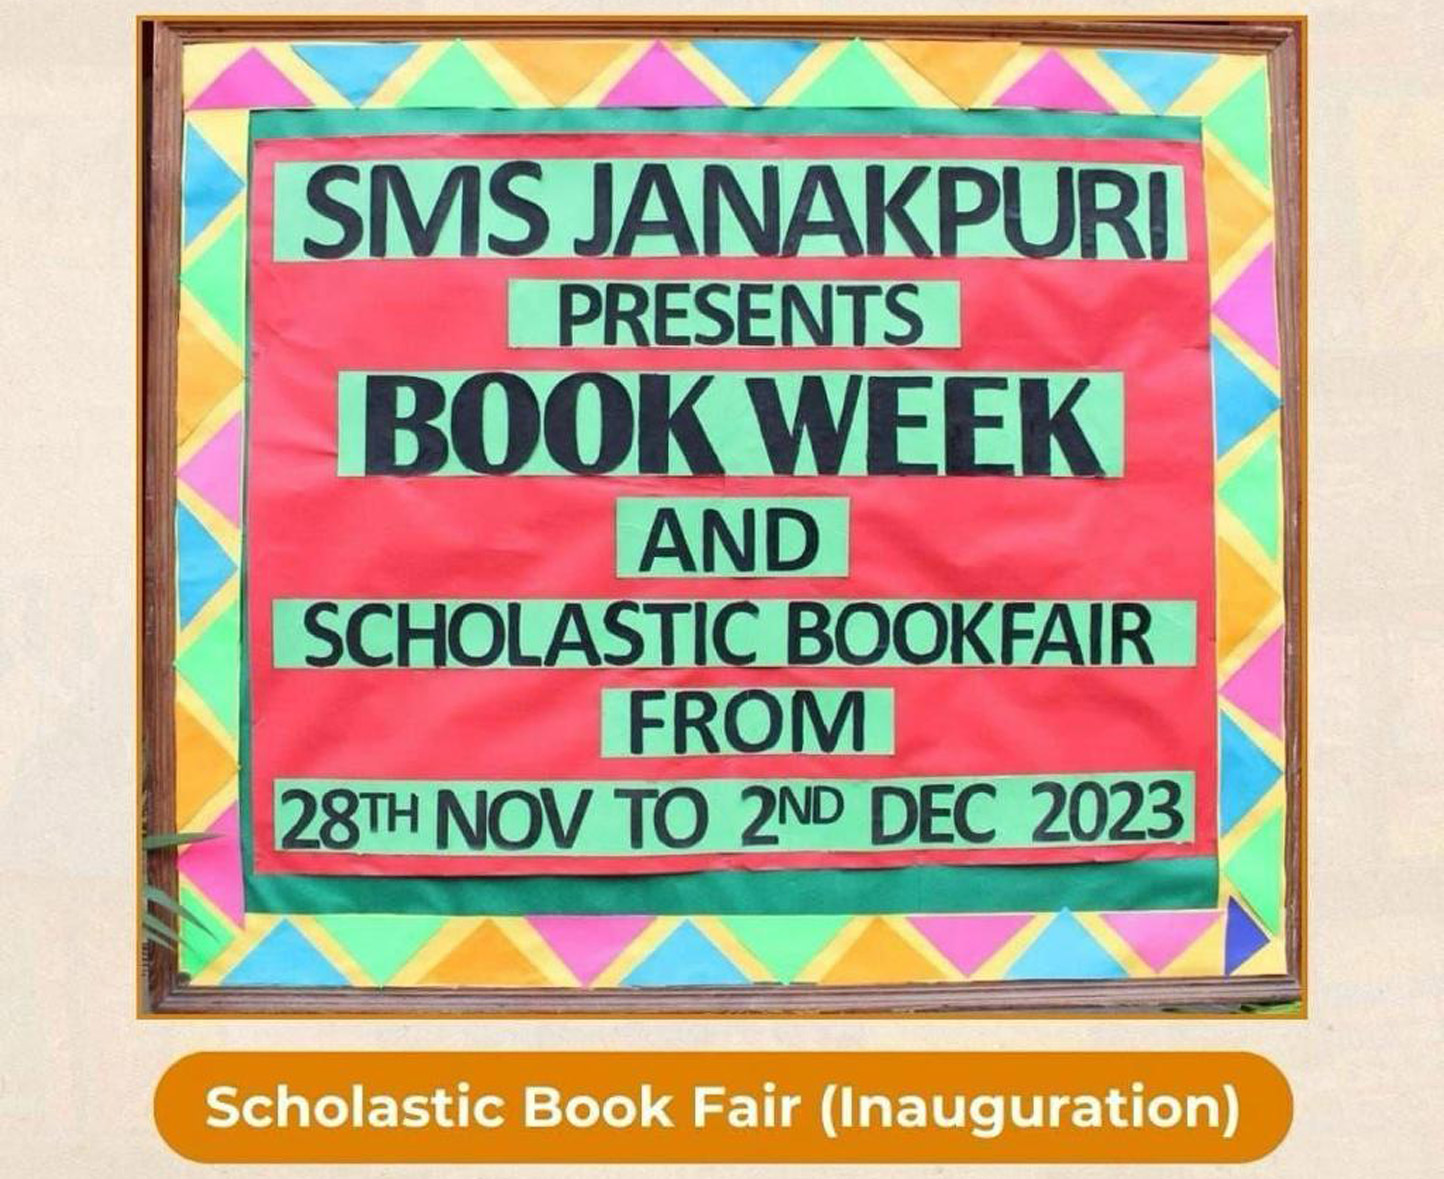 SMS JANAKPURI
PRESENTS
BOOK WEEK
AND
SCHOLASTIC BOOKFAIR
FROM
28TH NOV TO 2ND DEC 2023
Scholastic Book Fair (Inauguration)